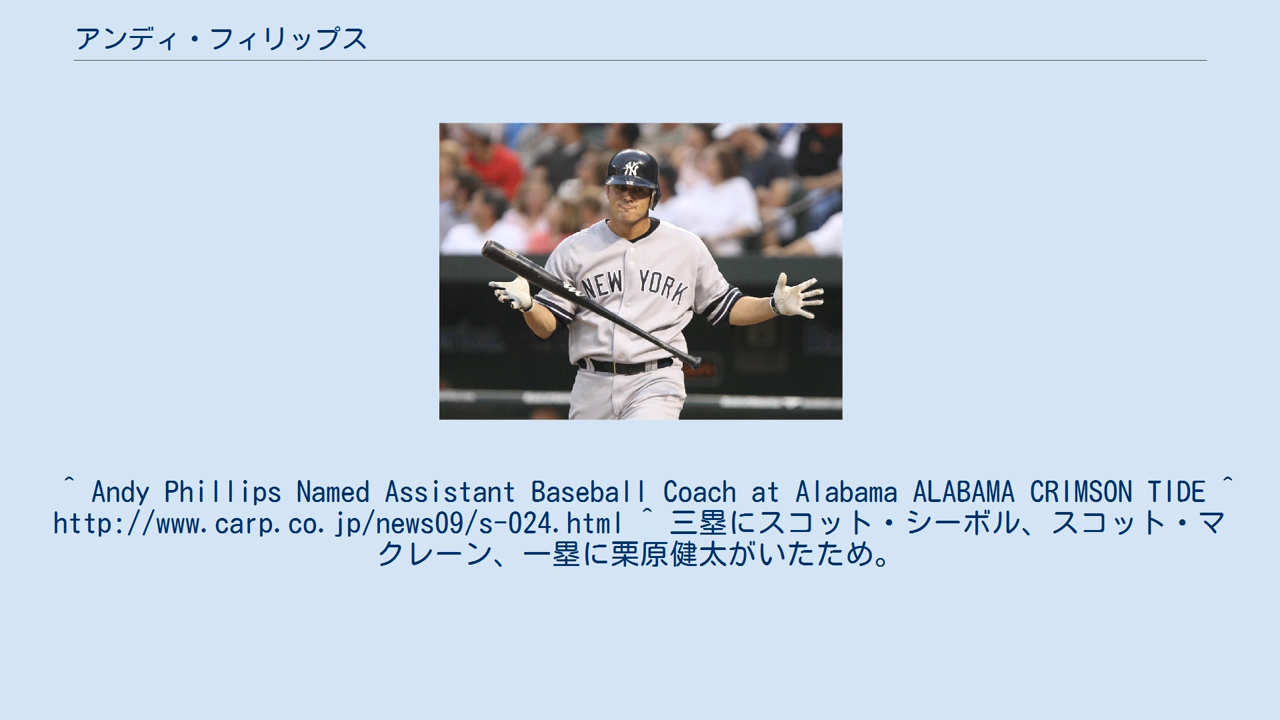 アンディ・フィリップス
NEW YORK
^ Andy Phillips Named Assistant Baseball Coach at Alabama ALABAMA CRIMSON TIDE ^
http://www.carp.co.jp/news09/s-024.html ^ 三塁にスコット・シーボル、スコット・マ
クレーン、一塁に栗原健太がいたため。